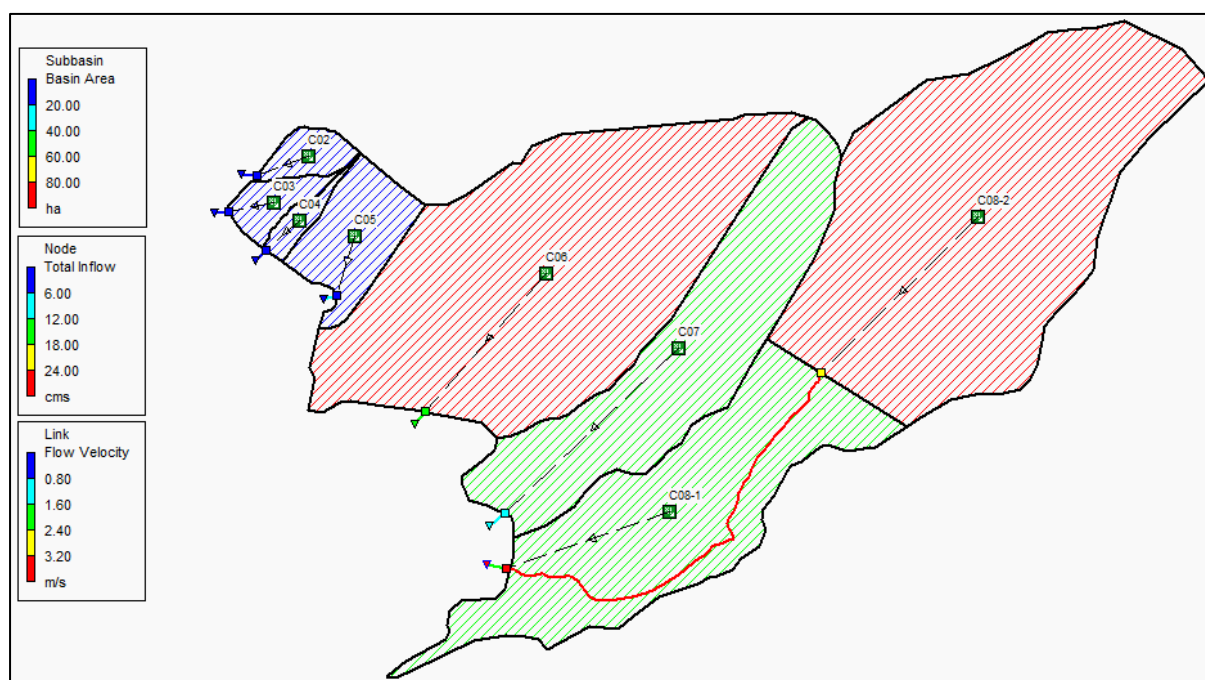 Subbasin
Basin Area
20.00
40.00
60.00
80.00
ha
Node
Total Inflow
6.00
12.00
18.00
24.00
cms
Link
Flow Velocity
0.80
1.60
2.40
3.20
m/s
C02
C03
C04
C05
C06
C07
C08-2
C08-1